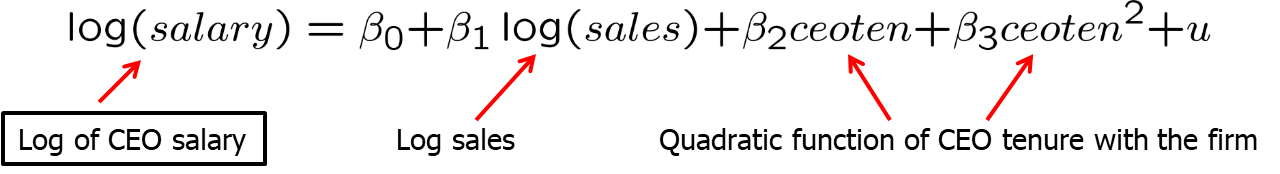 log(salary) = β₀+β₁ log(sales)+β₂ceoten+β₃ceoten²+u
Log of CEO salary
Log sales
Quadratic function of CEO tenure with the firm